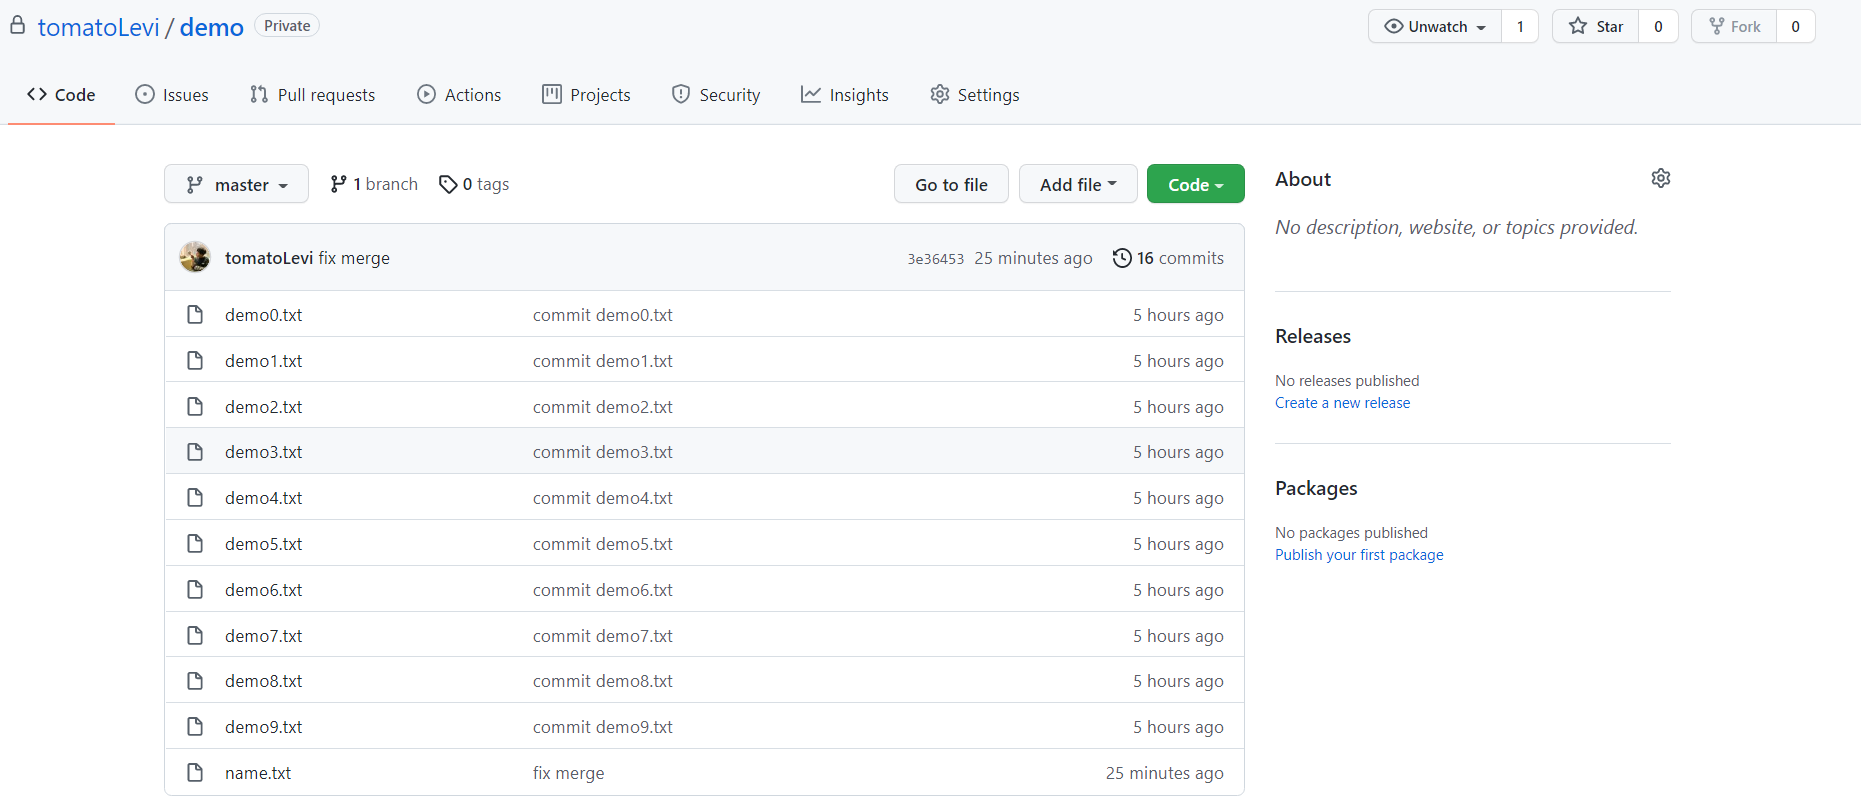 tomatoLevi / demo Private Unwatch 1 Star 0 Fork 0
Code Issues Pull requests Actions Projects Security Insights Settings
master 1 branch 0 tags Go to file Add file Code
tomatoLevi fix merge 3e36453 25 minutes ago 16 commits
demo0.txt commit demo0.txt 5 hours ago
demo1.txt commit demo1.txt 5 hours ago
demo2.txt commit demo2.txt 5 hours ago
demo3.txt commit demo3.txt 5 hours ago
demo4.txt commit demo4.txt 5 hours ago
demo5.txt commit demo5.txt 5 hours ago
demo6.txt commit demo6.txt 5 hours ago
demo7.txt commit demo7.txt 5 hours ago
demo8.txt commit demo8.txt 5 hours ago
demo9.txt commit demo9.txt 5 hours ago
name.txt fix merge 25 minutes ago
About
No description, website, or topics provided.
Releases
No releases published
Create a new release
Packages
No packages published
Publish your first package